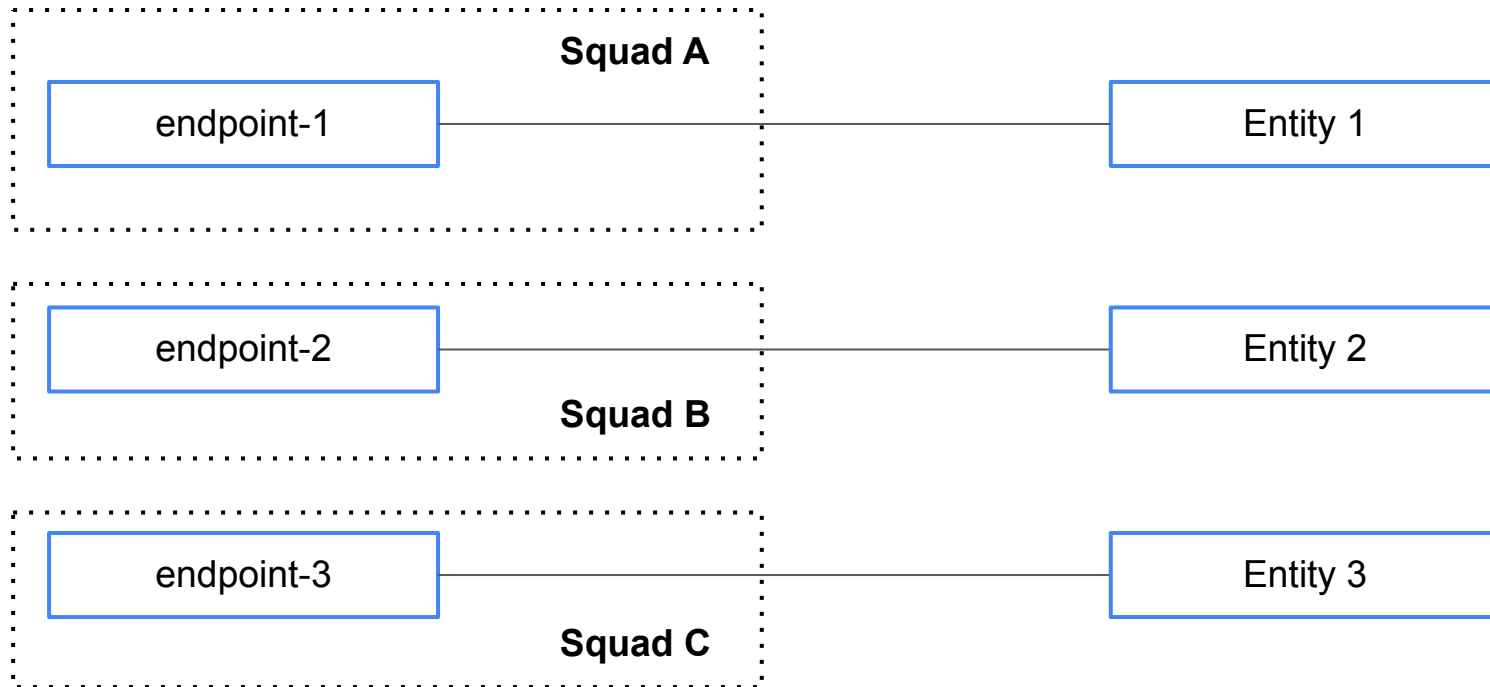 Squad A
endpoint-1
Entity 1
endpoint-2
Entity 2
Squad B
endpoint-3
Entity 3
Squad C